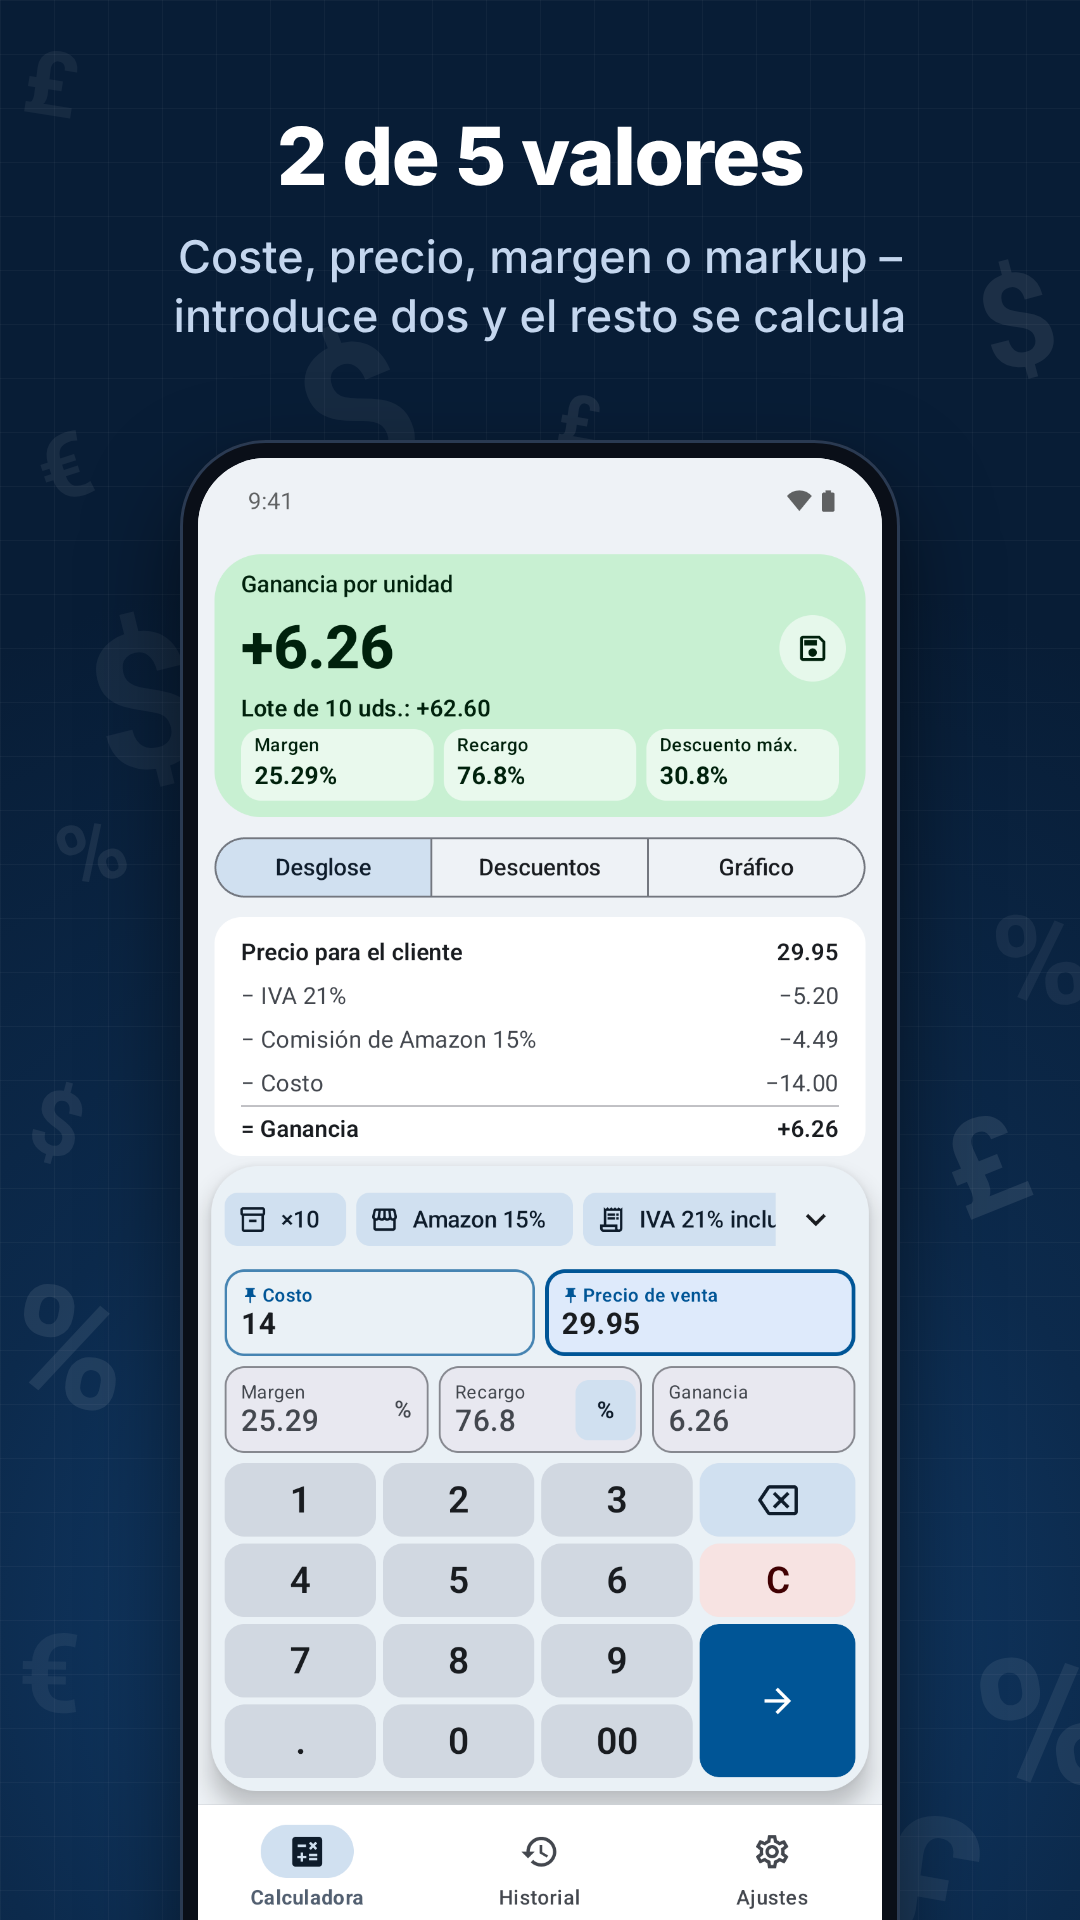 2 de 5 valores
Coste, precio, margen o markup –
introduce dos y el resto se calcula
9:41
Ganancia por unidad
+6.26
Lote de 10 uds.: +62.60
Margen
25.29%
Recargo
76.8%
Descuento máx.
30.8%
Desglose
Descuentos
Gráfico
Precio para el cliente 29.95
− IVA 21% −5.20
− Comisión de Amazon 15% −4.49
− Costo −14.00
= Ganancia +6.26
×10
Amazon 15%
IVA 21% inclu
Costo
14
Precio de venta
29.95
Margen
25.29 %
Recargo
76.8 %
Ganancia
6.26
1 2 3
4 5 6 C
7 8 9
. 0 00
Calculadora
Historial
Ajustes